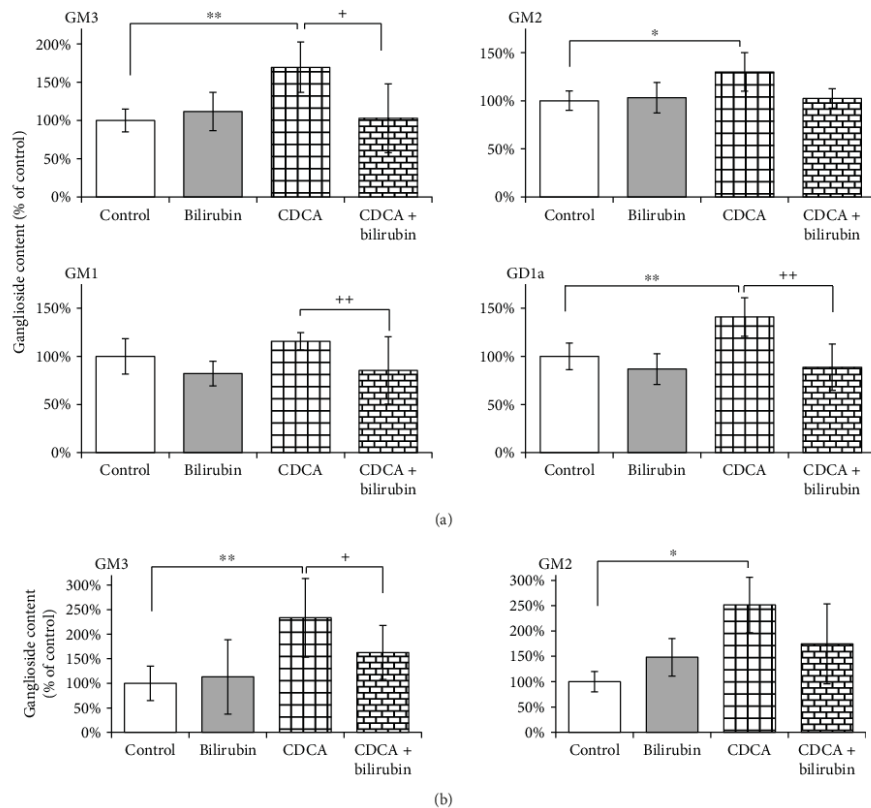 GM3
200%
150%
100%
50%
0%
**
+
Control
Bilirubin
CDCA
CDCA +
bilirubin
GM2
150%
100%
50%
0%
*
Control
Bilirubin
CDCA
CDCA +
bilirubin
Ganglioside content (% of control)
GM1
150%
100%
50%
0%
++
Control
Bilirubin
CDCA
CDCA +
bilirubin
GD1a
150%
100%
50%
0%
**
++
Control
Bilirubin
CDCA
CDCA +
bilirubin
(a)
GM3
300%
250%
200%
150%
100%
50%
0%
**
+
Control
Bilirubin
CDCA
CDCA +
bilirubin
Ganglioside content
(% of control)
GM2
300%
250%
200%
150%
100%
50%
0%
*
Control
Bilirubin
CDCA
CDCA +
bilirubin
(b)